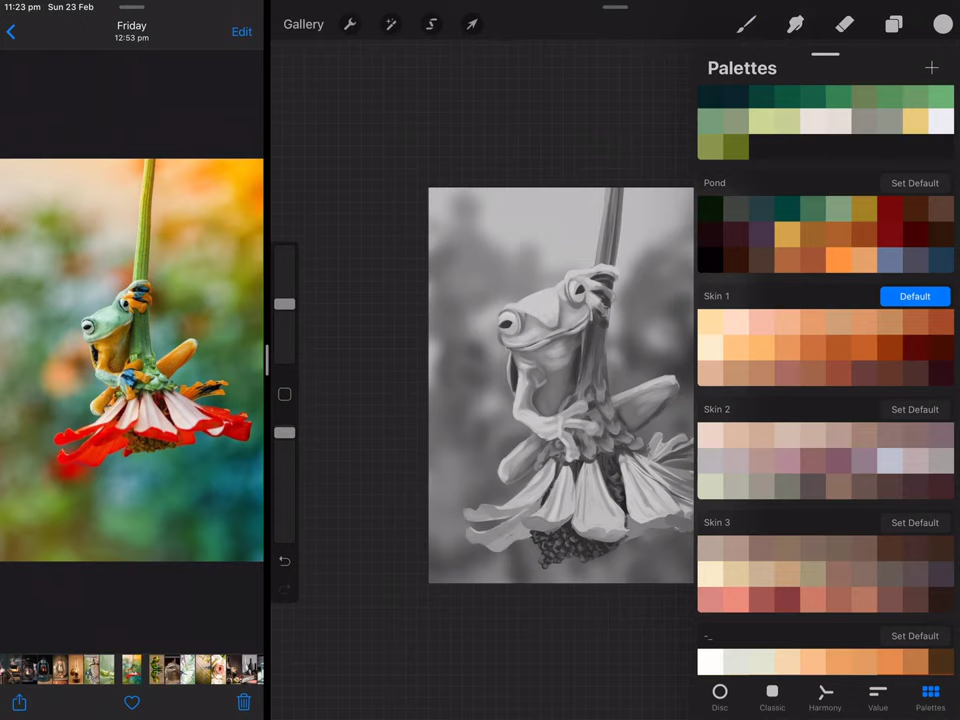 11:23 pm Sun 23 Feb
Friday
12:53 pm
Edit
Gallery
Palettes
Pond
Set Default
Skin 1
Default
Skin 2
Set Default
Skin 3
Set Default
-_
Set Default
Disc
Classic
Harmony
Value
Palettes